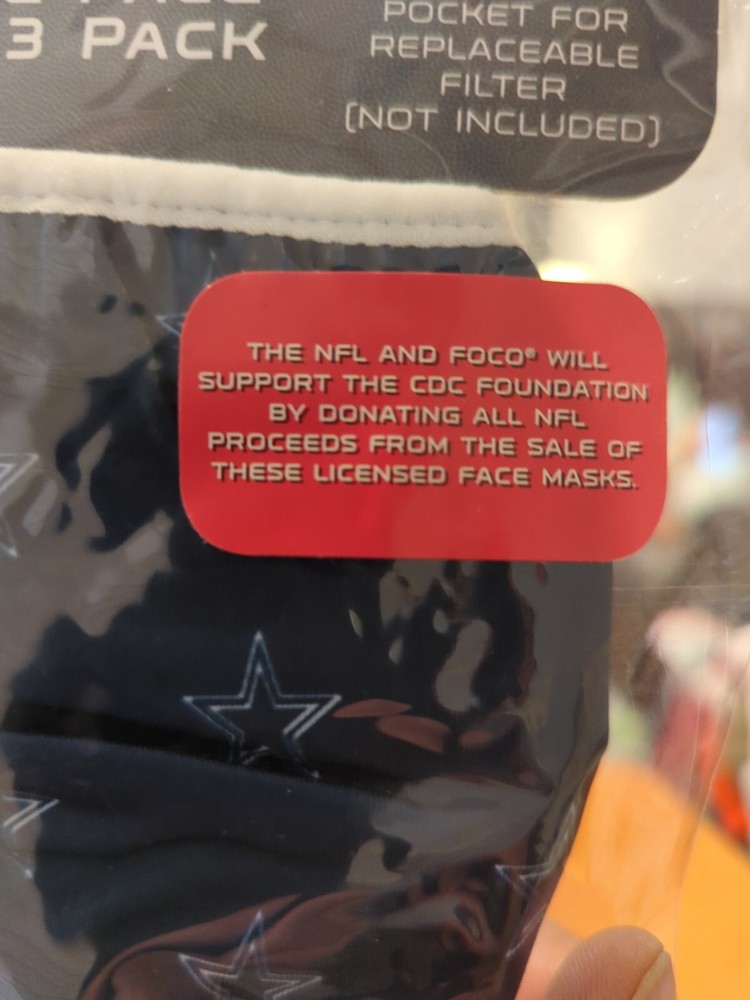 3 PACK
POCKET FOR
REPLACEABLE
FILTER
(NOT INCLUDED)
THE NFL AND FOCO® WILL
SUPPORT THE CDC FOUNDATION
BY DONATING ALL NFL
PROCEEDS FROM THE SALE OF
THESE LICENSED FACE MASKS.